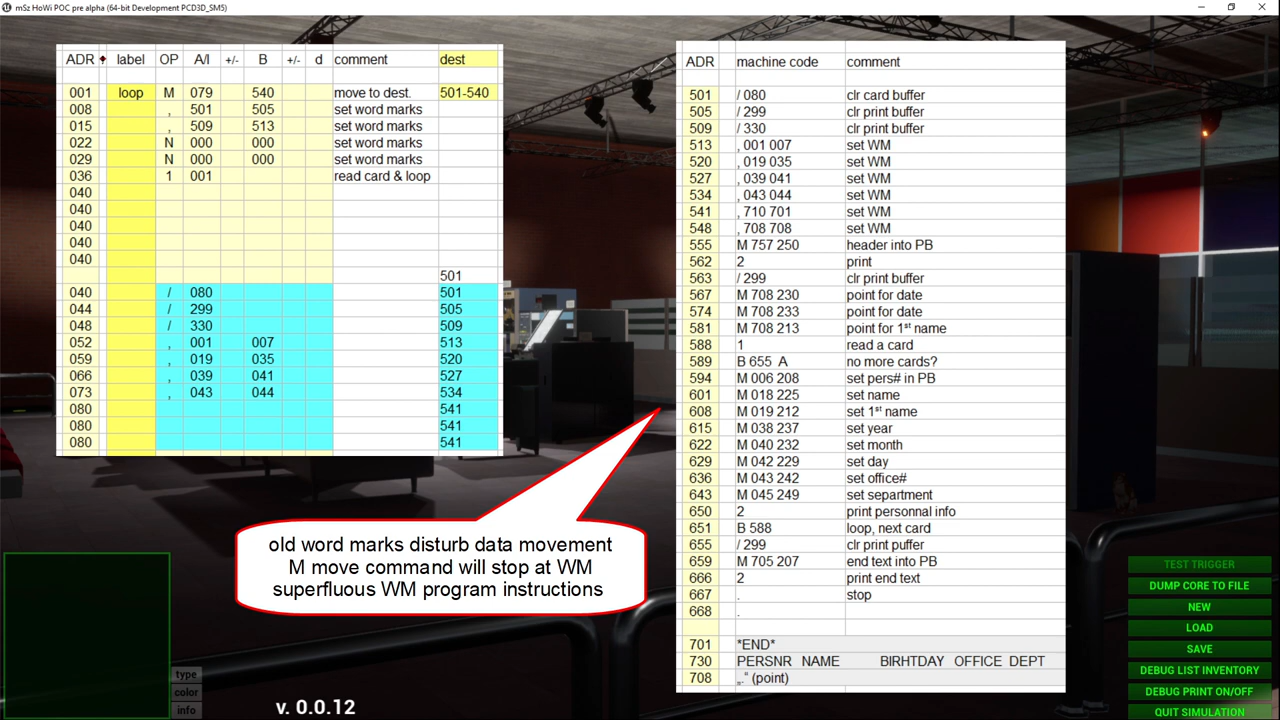 mSz HoWi POC pre alpha (64-bit Development PCD3D_SM5)
ADR label OP A/I +/- B +/- d comment dest
001 loop M 079 540 move to dest. 501-540
008 , 501 505 set word marks
015 , 509 513 set word marks
022 N 000 000 set word marks
029 N 000 000 set word marks
036 1 001 read card & loop
040
040
040
040
040
501
040 / 080 501
044 / 299 505
048 / 330 509
052 , 001 007 513
059 , 019 035 520
066 , 039 041 527
073 , 043 044 534
080 541
080 541
080 541
ADR machine code comment
501 / 080 clr card buffer
505 / 299 clr print buffer
509 / 330 clr print buffer
513 , 001 007 set WM
520 , 019 035 set WM
527 , 039 041 set WM
534 , 043 044 set WM
541 , 710 701 set WM
548 , 708 708 set WM
555 M 757 250 header into PB
562 2 print
563 / 299 clr print buffer
567 M 708 230 point for date
574 M 708 233 point for date
581 M 708 213 point for 1st name
588 1 read a card
589 B 655 A no more cards?
594 M 006 208 set pers# in PB
601 M 018 225 set name
608 M 019 212 set 1st name
615 M 038 237 set year
622 M 040 232 set month
629 M 042 229 set day
636 M 043 242 set office#
643 M 045 249 set separtment
650 2 print personnal info
651 B 588 loop, next card
655 / 299 clr print puffer
659 M 705 207 end text into PB
666 2 print end text
667 . stop
668 .
701 *END*
730 PERSNR NAME BIRHTDAY OFFICE DEPT
708 „.“ (point)
old word marks disturb data movement
M move command will stop at WM
superfluous WM program instructions
type
color
info
v. 0.0.12
TEST TRIGGER
DUMP CORE TO FILE
NEW
LOAD
SAVE
DEBUG LIST INVENTORY
DEBUG PRINT ON/OFF
QUIT SIMULATION